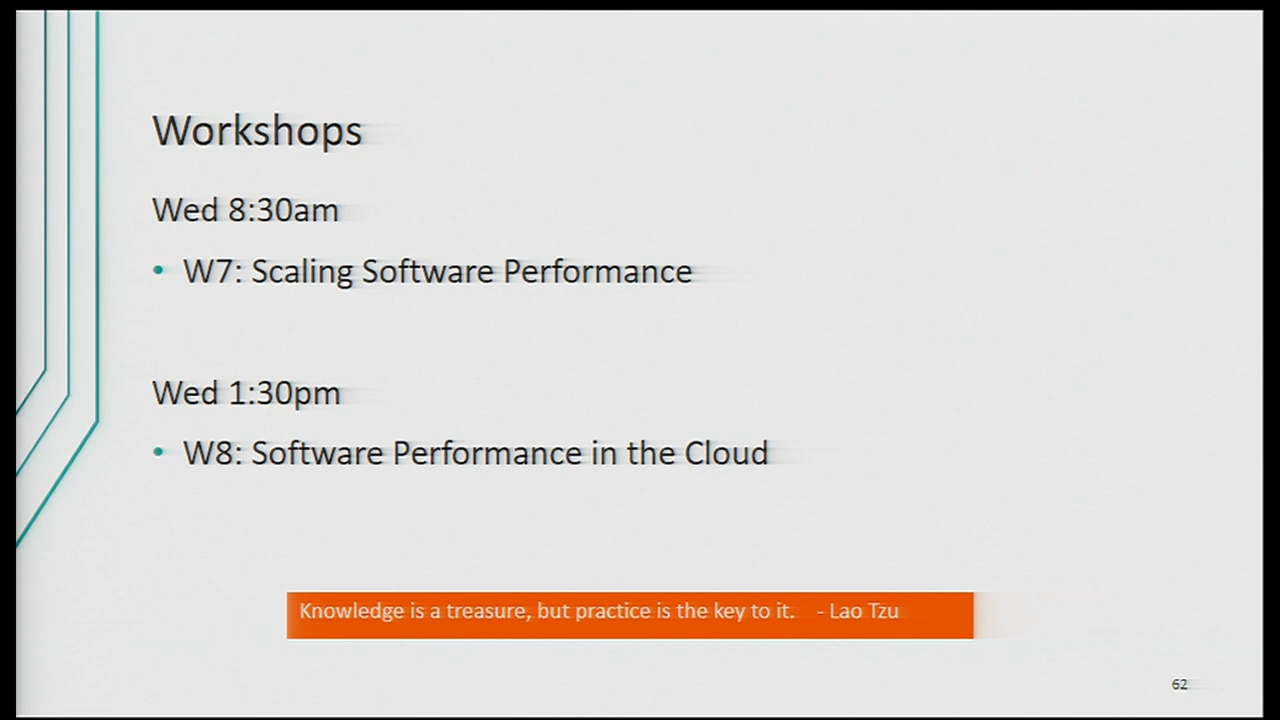 Workshops
Wed 8:30am
• W7: Scaling Software Performance
Wed 1:30pm
• W8: Software Performance in the Cloud
Knowledge is a treasure, but practice is the key to it. - Lao Tzu
62